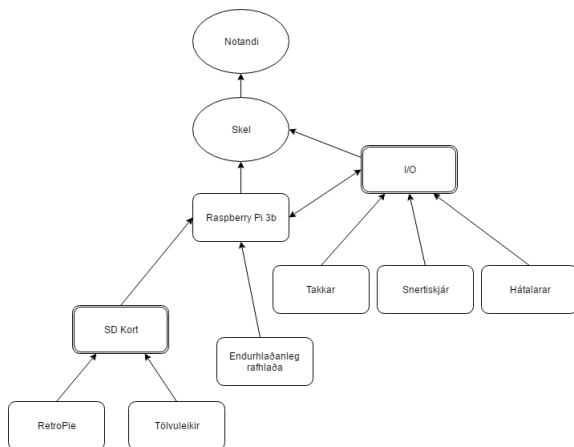 Notandi
Skel
I/O
Raspberry Pi 3b
Takkar
Snertiskjár
Hátalarar
SD Kort
Endurhlaðanleg
rafhlaða
RetroPie
Tölvuleikir